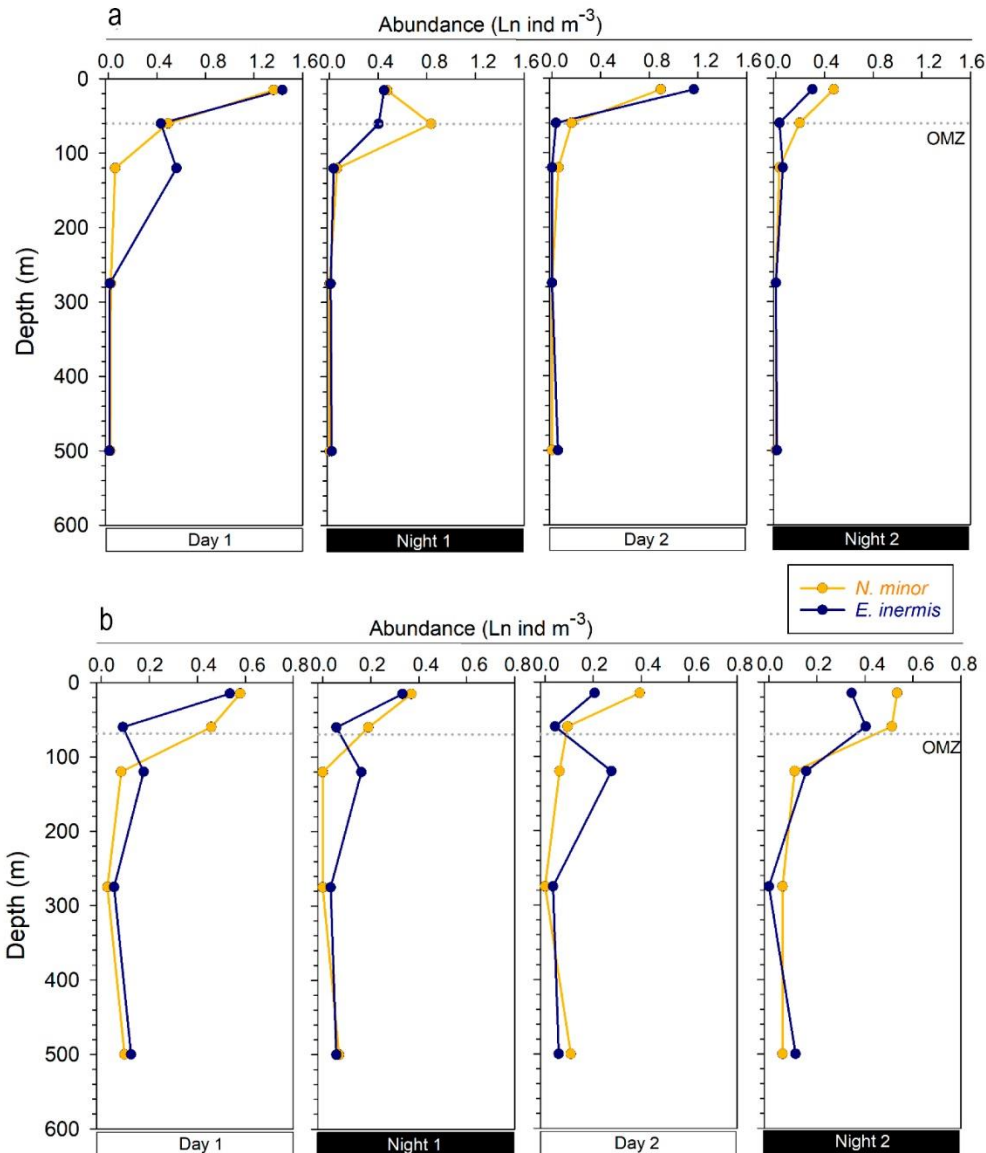 a
Abundance (Ln ind m⁻³)
0.0 0.4 0.8 1.2 1.6 0.0 0.4 0.8 1.2 1.6 0.0 0.4 0.8 1.2 1.6 0.0 0.4 0.8 1.2 1.6
0
100
200
300
400
500
600
Depth (m)
OMZ
Day 1 Night 1 Day 2 Night 2
N. minor
E. inermis
b
Abundance (Ln ind m⁻³)
0.0 0.2 0.4 0.6 0.8 0.0 0.2 0.4 0.6 0.8 0.0 0.2 0.4 0.6 0.8 0.0 0.2 0.4 0.6 0.8
0
100
200
300
400
500
600
Depth (m)
OMZ
Day 1 Night 1 Day 2 Night 2